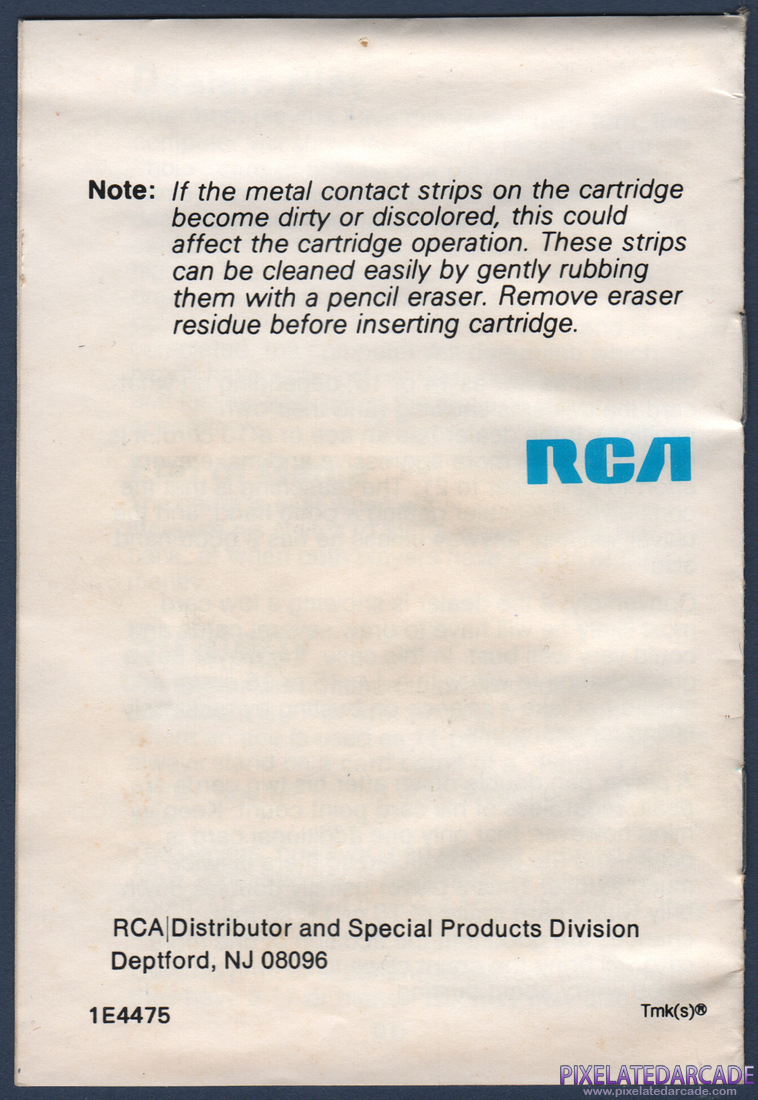 Note: If the metal contact strips on the cartridge
become dirty or discolored, this could
affect the cartridge operation. These strips
can be cleaned easily by gently rubbing
them with a pencil eraser. Remove eraser
residue before inserting cartridge.
RCA
RCA|Distributor and Special Products Division
Deptford, NJ 08096
1E4475
Tmk(s)®
PIXELATEDARCADE
www.pixelatedarcade.com